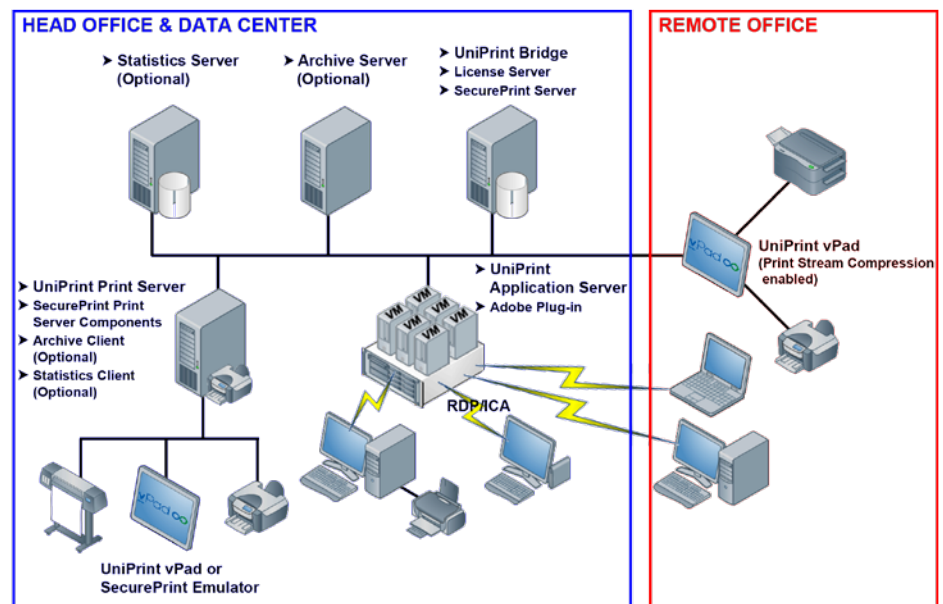 HEAD OFFICE & DATA CENTER
REMOTE OFFICE
➤ Statistics Server
(Optional)
➤ Archive Server
(Optional)
➤ UniPrint Bridge
➤ License Server
➤ SecurePrint Server
vPad
UniPrint vPad
(Print Stream Compression
enabled)
➤ UniPrint Print Server
➤ SecurePrint Print
Server Components
➤ Archive Client
(Optional)
➤ Statistics Client
(Optional)
➤ UniPrint
Application Server
➤ Adobe Plug-in
VM
VM
VM
VM
VM
VM
RDP/ICA
vPad
UniPrint vPad or
SecurePrint Emulator